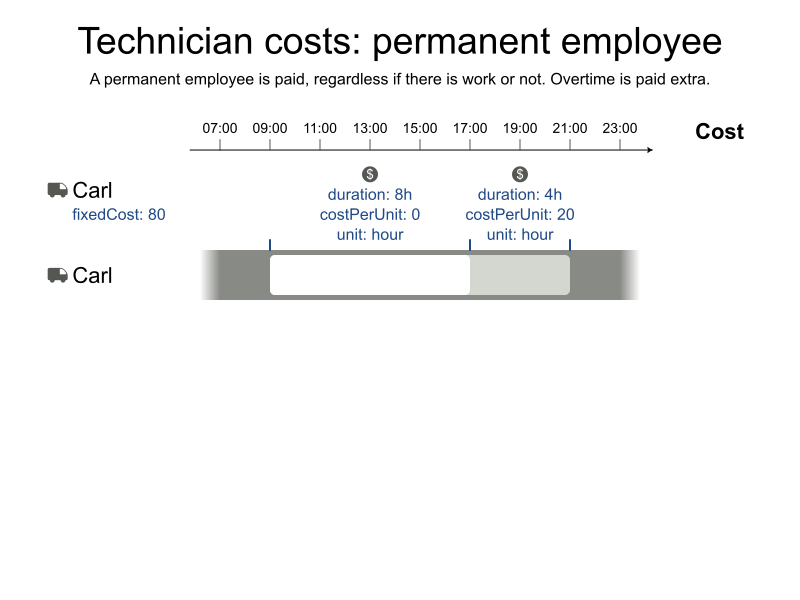 Technician costs: permanent employee
A permanent employee is paid, regardless if there is work or not. Overtime is paid extra.
07:00 09:00 11:00 13:00 15:00 17:00 19:00 21:00 23:00 Cost
$ $
Carl duration: 8h duration: 4h
fixedCost: 80 costPerUnit: 0 costPerUnit: 20
unit: hour unit: hour
Carl